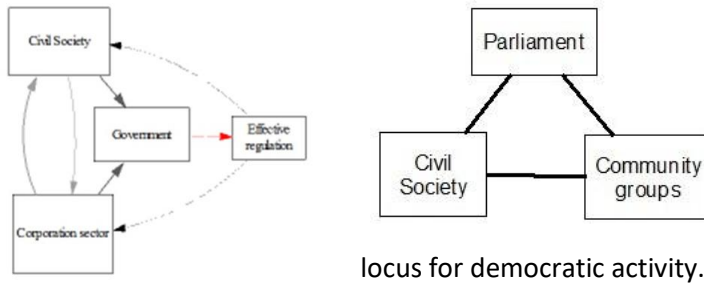 Civil Society
Government
Effective
regulation
Corporation sector
Parliament
Civil
Society
Community
groups
locus for democratic activity.